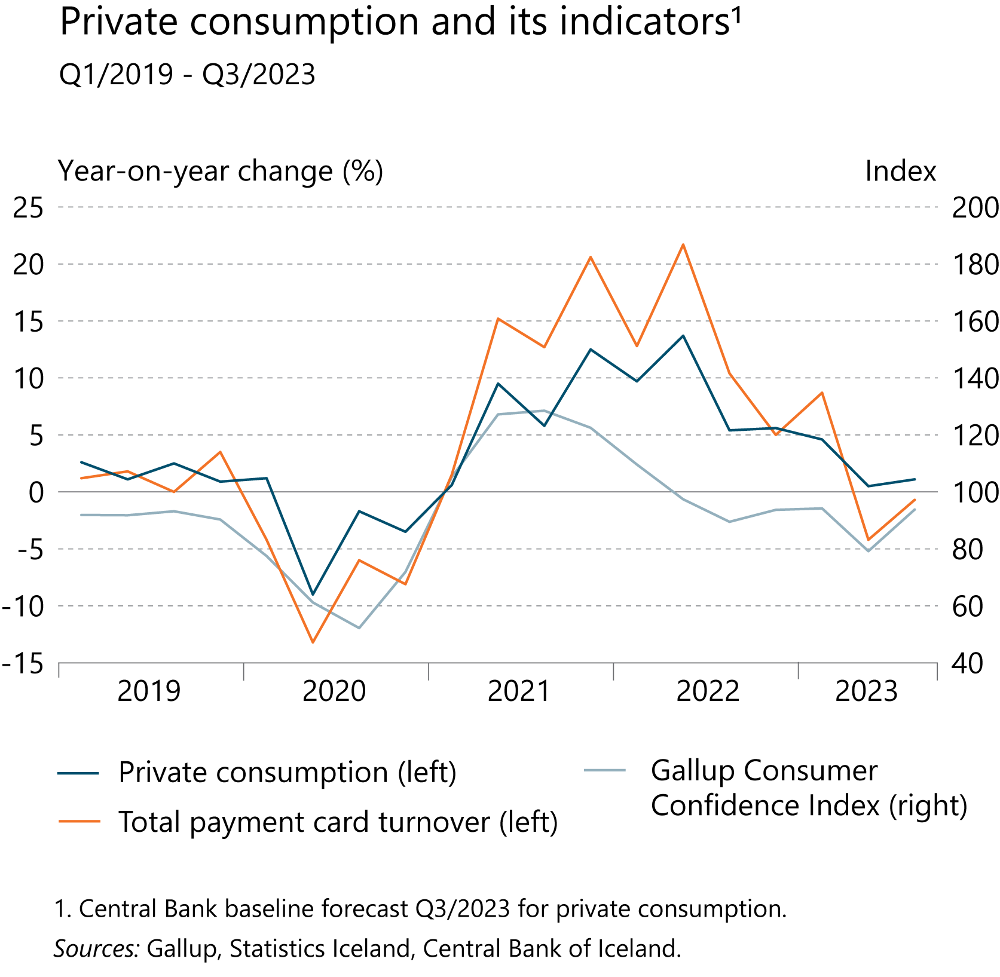 Private consumption and its indicators¹
Q1/2019 - Q3/2023
Year-on-year change (%)
Index
25
200
20
180
15
160
10
140
5
120
0
100
-5
80
-10
60
-15
40
2019
2020
2021
2022
2023
Private consumption (left)
Total payment card turnover (left)
Gallup Consumer
Confidence Index (right)
1. Central Bank baseline forecast Q3/2023 for private consumption.
Sources: Gallup, Statistics Iceland, Central Bank of Iceland.